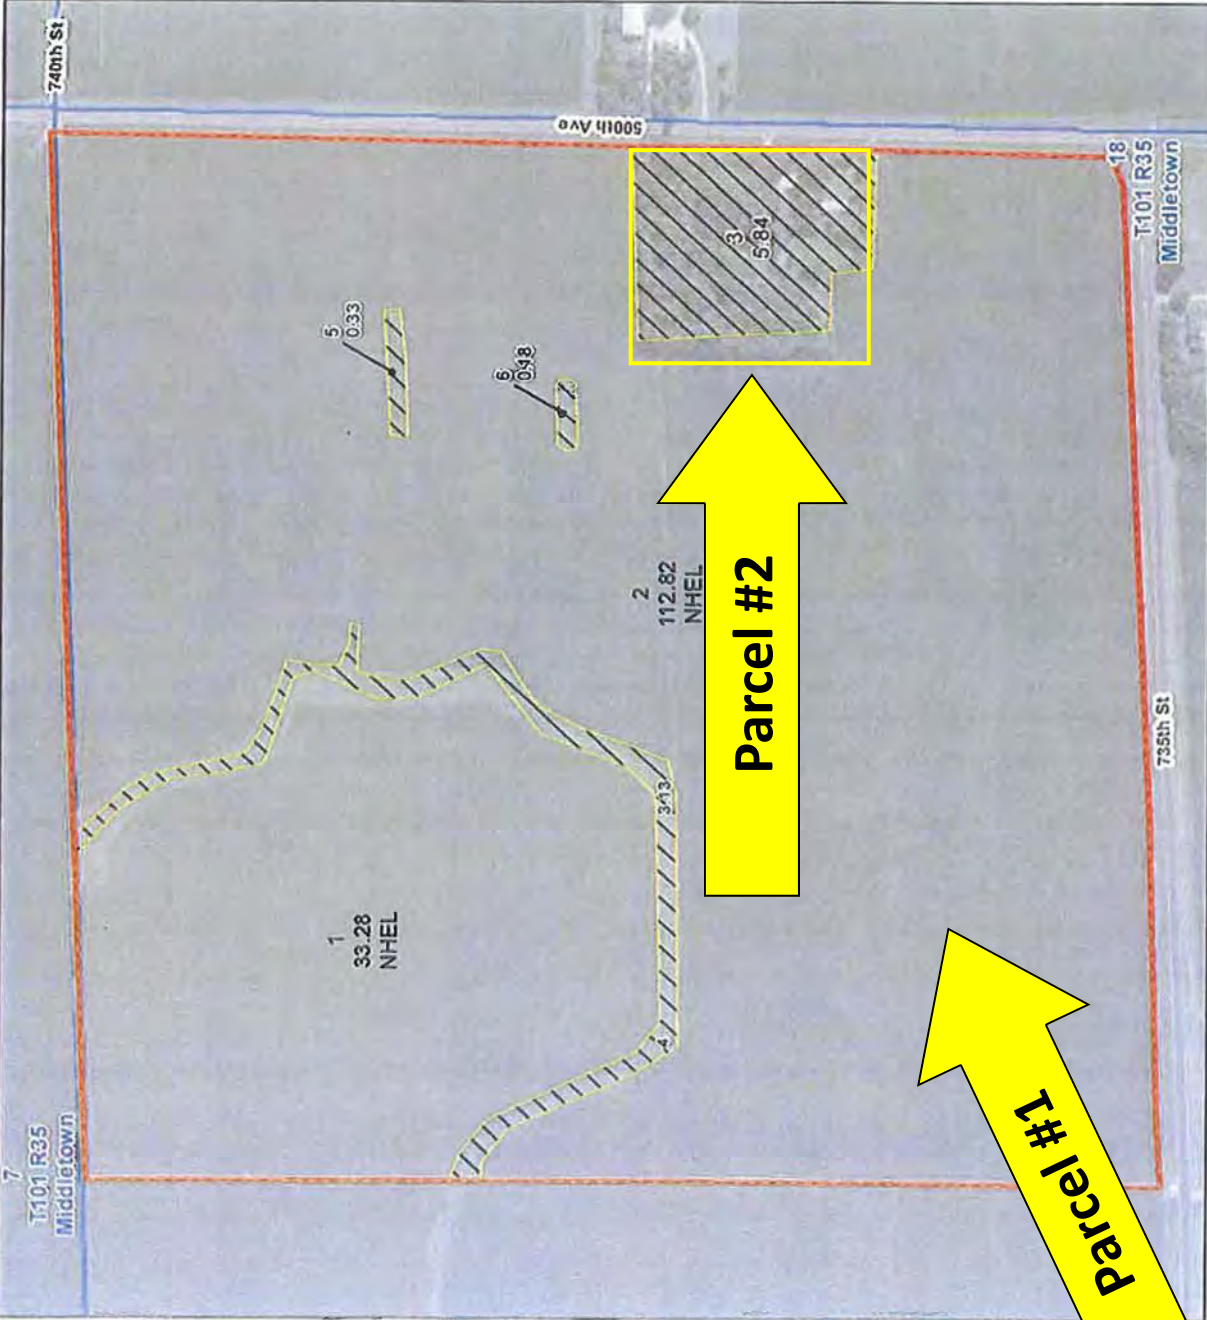 7
T101 R35
Middletown
740th St
500th Ave
18
T101 R35
Middletown
5
0.33
6
0.18
3
5.84
2
112.82
NHEL
1
33.28
NHEL
3.13
4
735th St
Parcel #2
Parcel #1